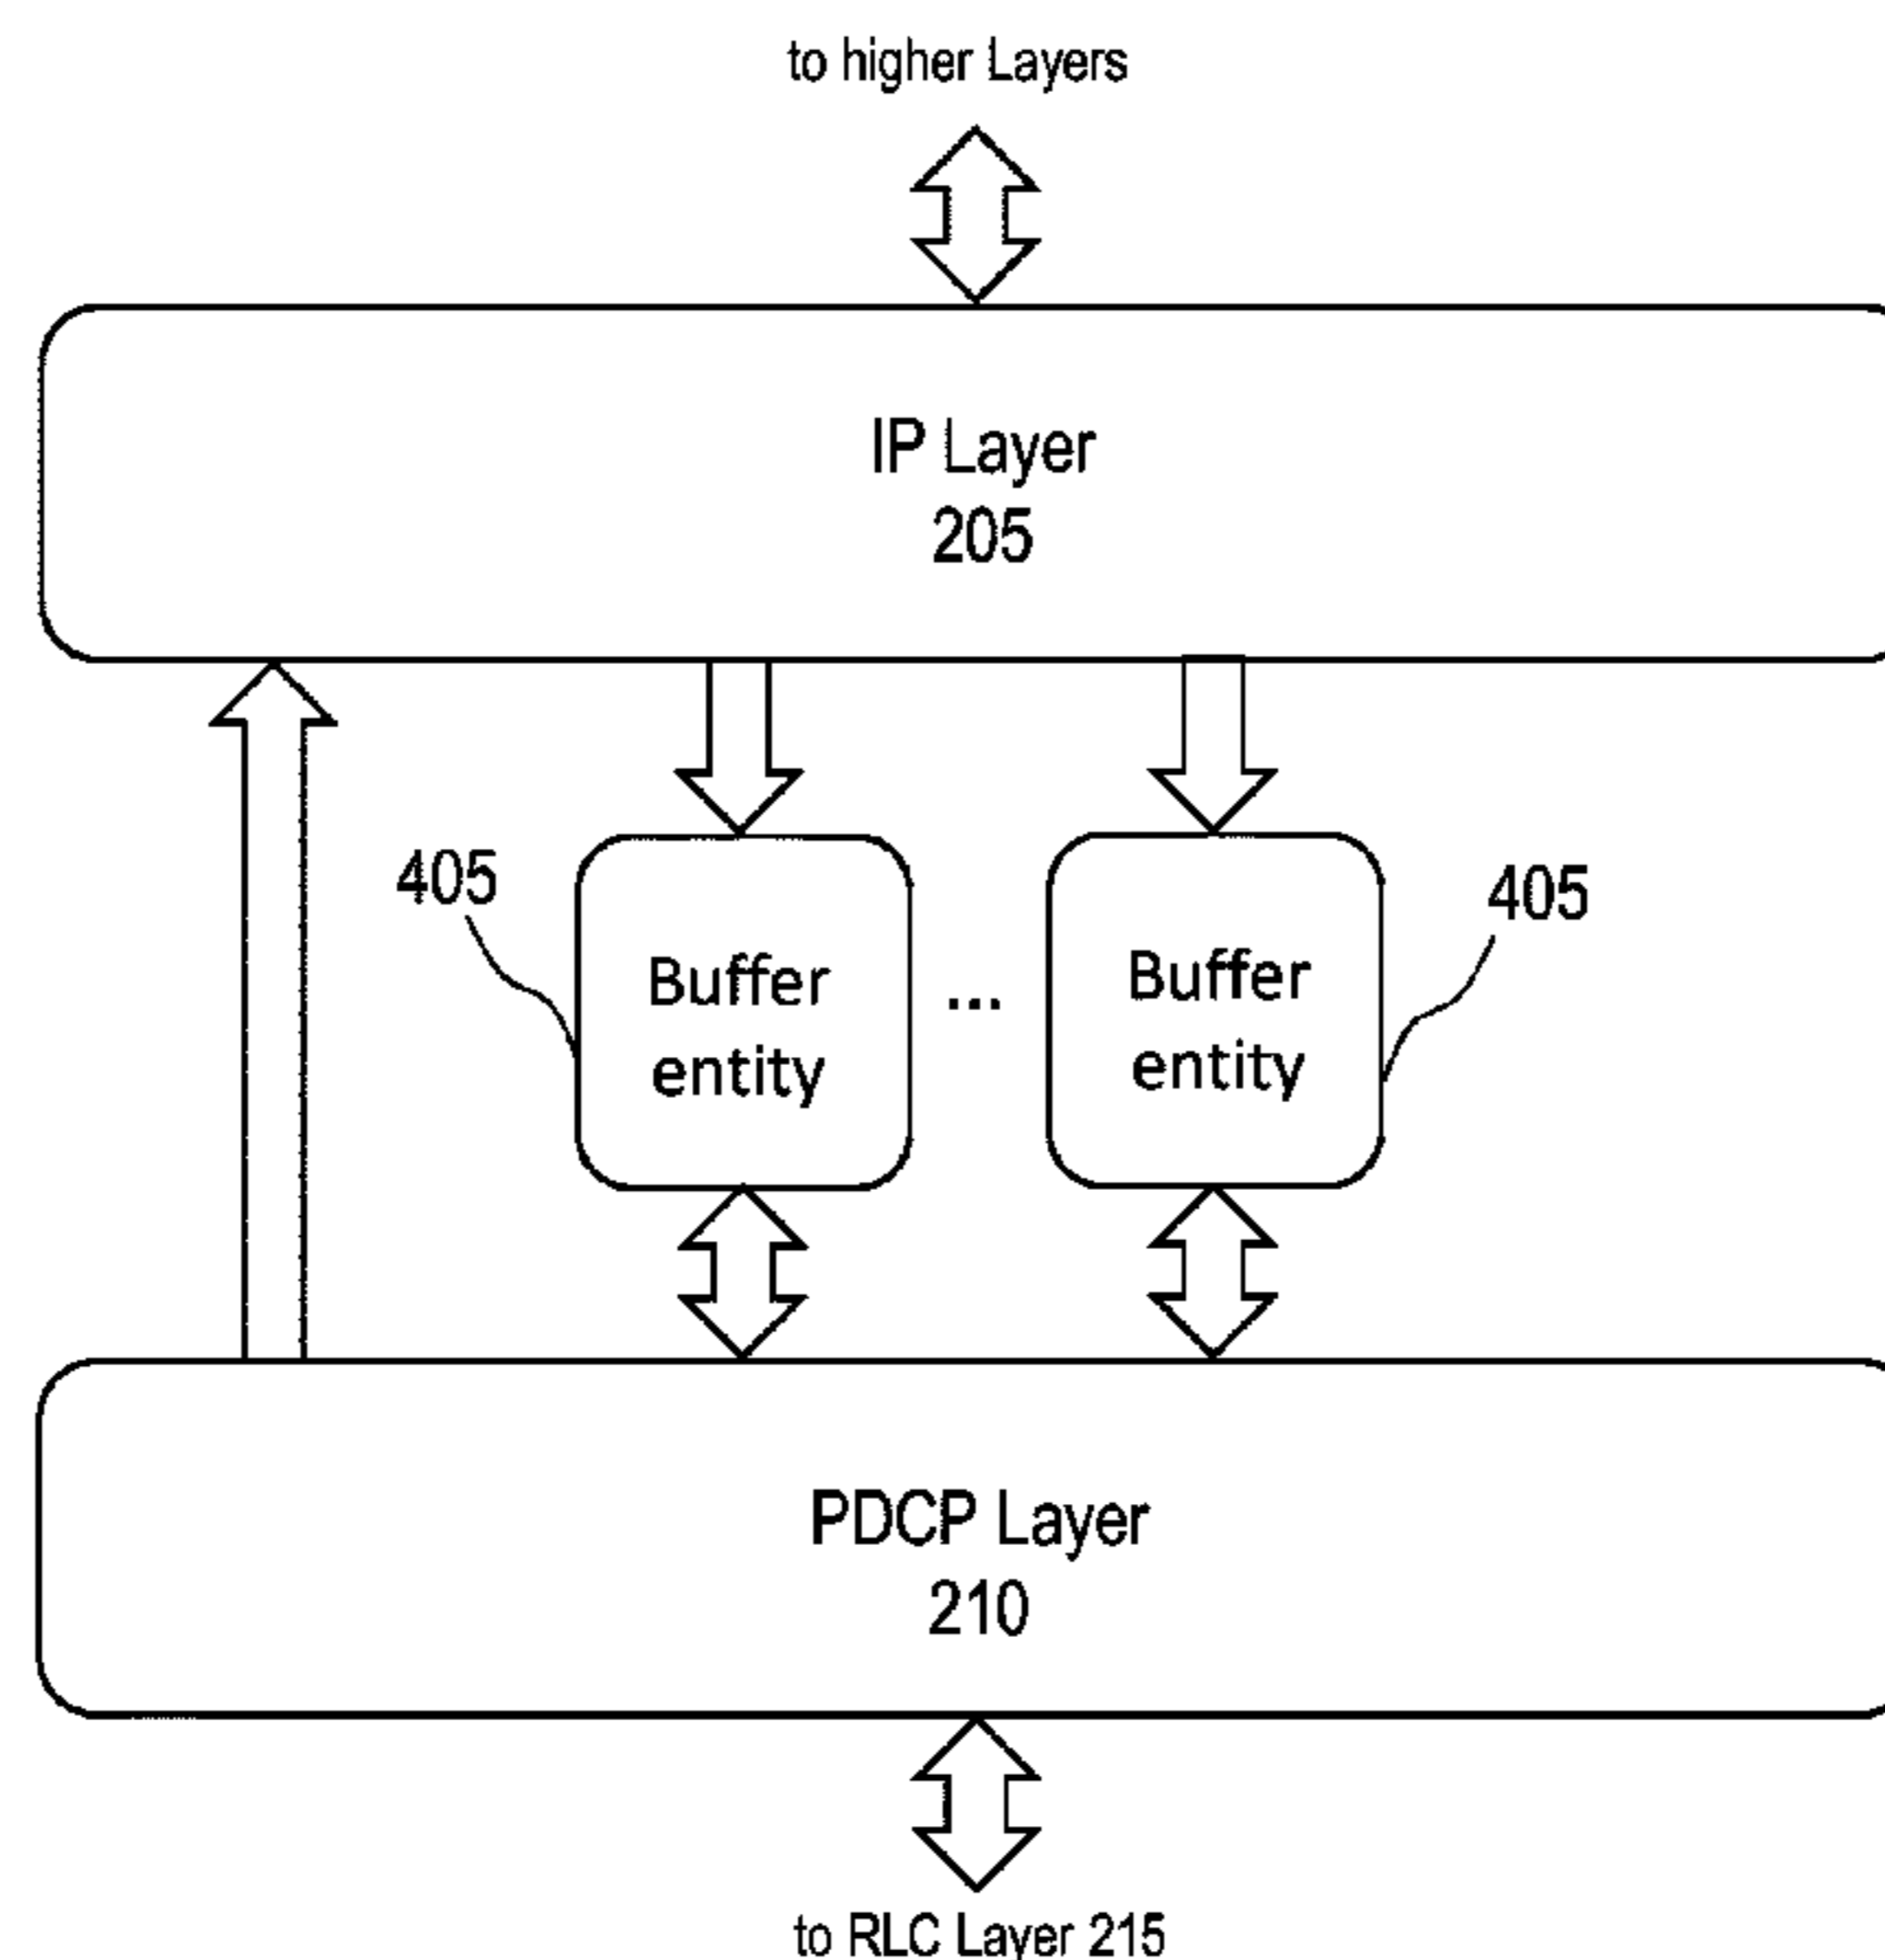 to higher Layers
IP Layer
205
405
405
Buffer
entity
...
Buffer
entity
PDCP Layer
210
to RLC Layer 215